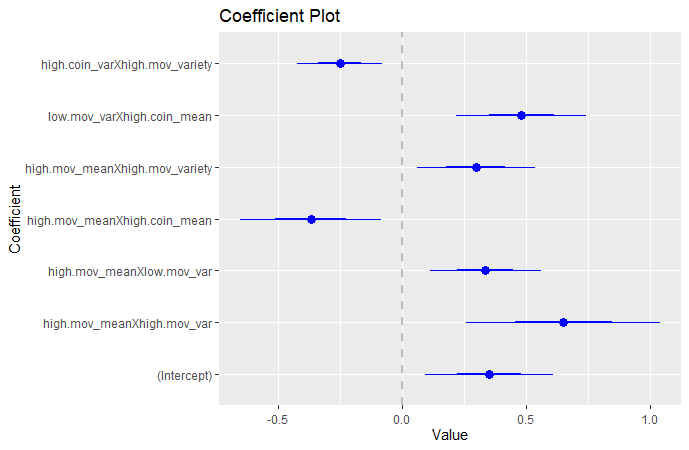 Coefficient Plot
high.coin_varXhigh.mov_variety
low.mov_varXhigh.coin_mean
high.mov_meanXhigh.mov_variety
high.mov_meanXhigh.coin_mean
high.mov_meanXlow.mov_var
high.mov_meanXhigh.mov_var
(Intercept)
Coefficient
-0.5 0.0 0.5 1.0
Value